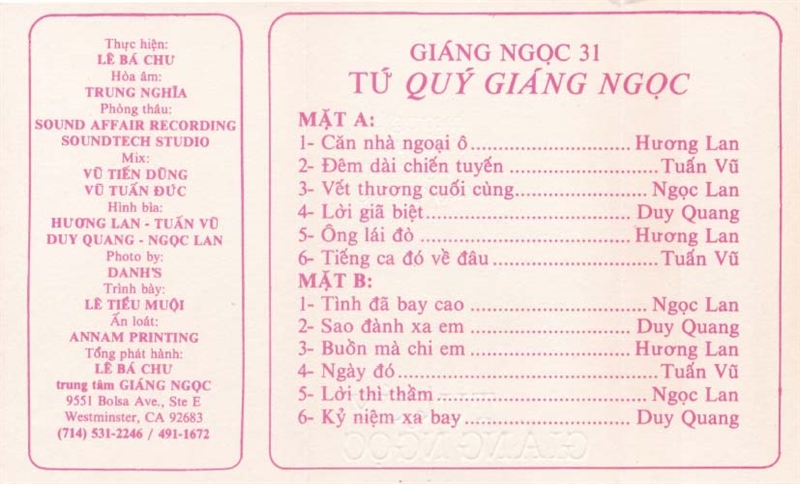 Thực hiện:
LÊ BÁ CHƯ
Hòa âm:
TRUNG NGHĨA
Phòng thâu:
SOUND AFFAIR RECORDING
SOUNDTECH STUDIO
Mix:
VŨ TIẾN DŨNG
VŨ TUẤN ĐỨC
Hình bìa:
HƯƠNG LAN - TUẤN VŨ
DUY QUANG - NGỌC LAN
Photo by:
DANH'S
Trình bày:
LÊ TIỂU MUỘI
Ấn loát:
ANNAM PRINTING
Tổng phát hành:
LÊ BÁ CHƯ
trung tâm GIÁNG NGỌC
9551 Bolsa Ave., Ste E
Westminster, CA 92683
(714) 531-2246 / 491-1672
GIÁNG NGỌC 31
TỨ QUÝ GIÁNG NGỌC
MẶT A:
1- Căn nhà ngoại ô ........................ Hương Lan
2- Đêm dài chiến tuyến ........................ Tuấn Vũ
3- Vết thương cuối cùng ........................ Ngọc Lan
4- Lời giã biệt ........................ Duy Quang
5- Ông lái đò ........................ Hương Lan
6- Tiếng ca đó về đâu ........................ Tuấn Vũ
MẶT B:
1- Tình đã bay cao ........................ Ngọc Lan
2- Sao đành xa em ........................ Duy Quang
3- Buồn mà chi em ........................ Hương Lan
4- Ngày đó ........................ Tuấn Vũ
5- Lời thì thầm ........................ Ngọc Lan
6- Kỷ niệm xa bay ........................ Duy Quang
GIÁNG NGỌC